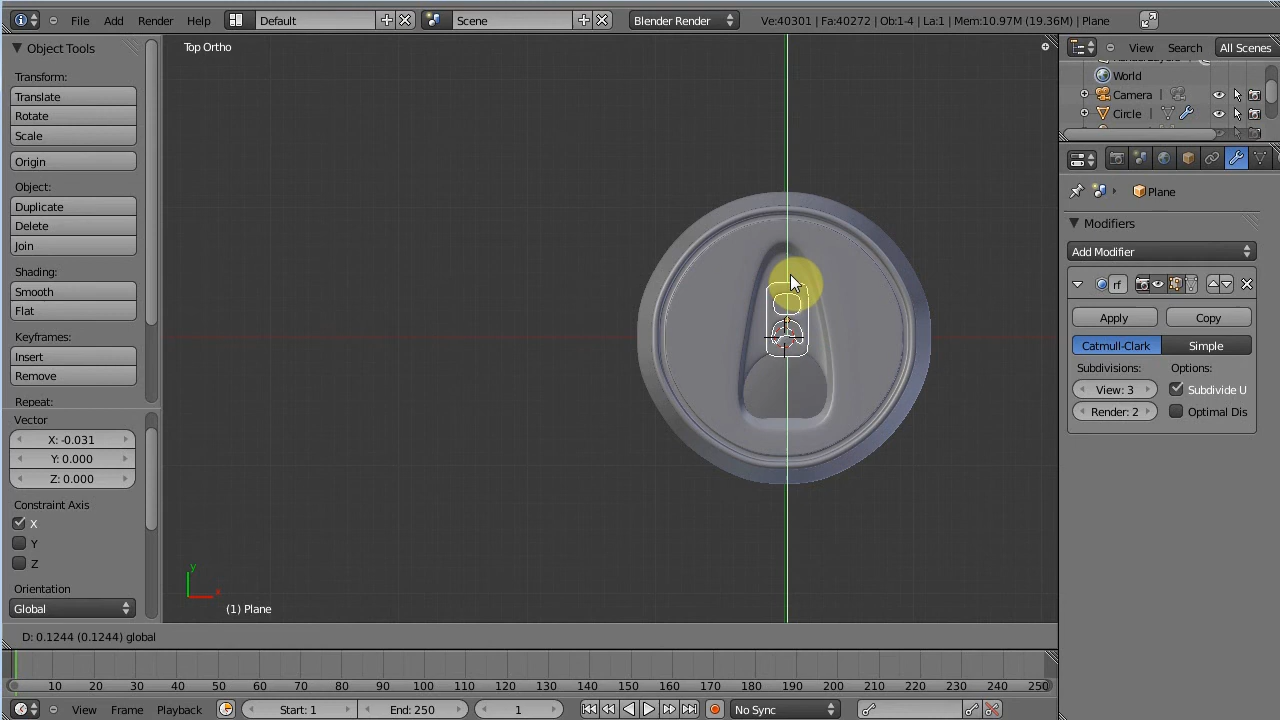 File Add Render Help Default Scene Blender Render Ve:40301 | Fa:40272 | Ob:1-4 | La:1 | Mem:10.97M (19.36M) | Plane
Object Tools
Transform:
Translate
Rotate
Scale
Origin
Object:
Duplicate
Delete
Join
Shading:
Smooth
Flat
Keyframes:
Insert
Remove
Repeat:
Vector
X: -0.031
Y: 0.000
Z: 0.000
Constraint Axis
X
Y
Z
Orientation
Global
Top Ortho
y
x
(1) Plane
D: 0.1244 (0.1244) global
View Search All Scenes
World
Camera
Circle
Plane
Modifiers
Add Modifier
rf
Apply Copy
Catmull-Clark Simple
Subdivisions: Options:
View: 3 Subdivide U
Render: 2 Optimal Dis
10 20 30 40 50 60 70 80 90 100 110 120 130 140 150 160 170 180 190 200 210 220 230 240 250
View Frame Playback Start: 1 End: 250 1 No Sync